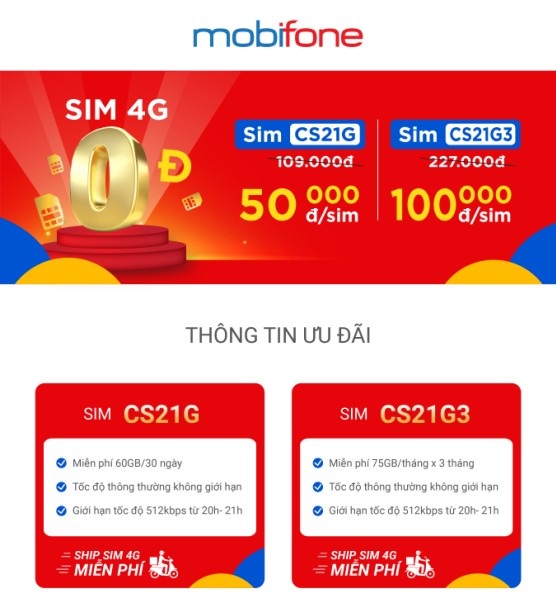 mobifone
SIM 4G
0Đ
Sim CS21G
109.000đ
50 000 đ/sim
Sim CS21G3
227.000đ
100 000 đ/sim
THÔNG TIN ƯU ĐÃI
SIM CS21G
Miễn phí 60GB/30 ngày
Tốc độ thông thường không giới hạn
Giới hạn tốc độ 512kbps từ 20h- 21h
SHIP SIM 4G
MIỄN PHÍ
SIM CS21G3
Miễn phí 75GB/tháng x 3 tháng
Tốc độ thông thường không giới hạn
Giới hạn tốc độ 512kbps từ 20h- 21h
SHIP SIM 4G
MIỄN PHÍ